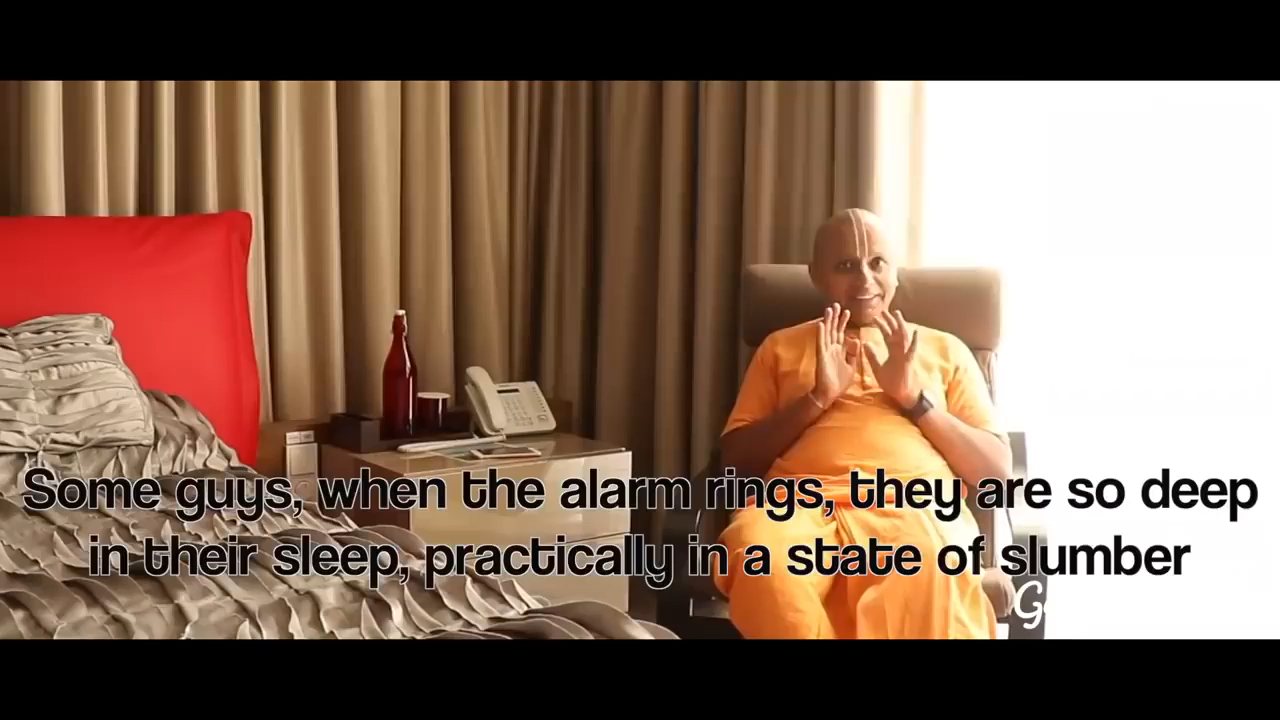 Some guys, when the alarm rings, they are so deep
in their sleep, practically in a state of slumber